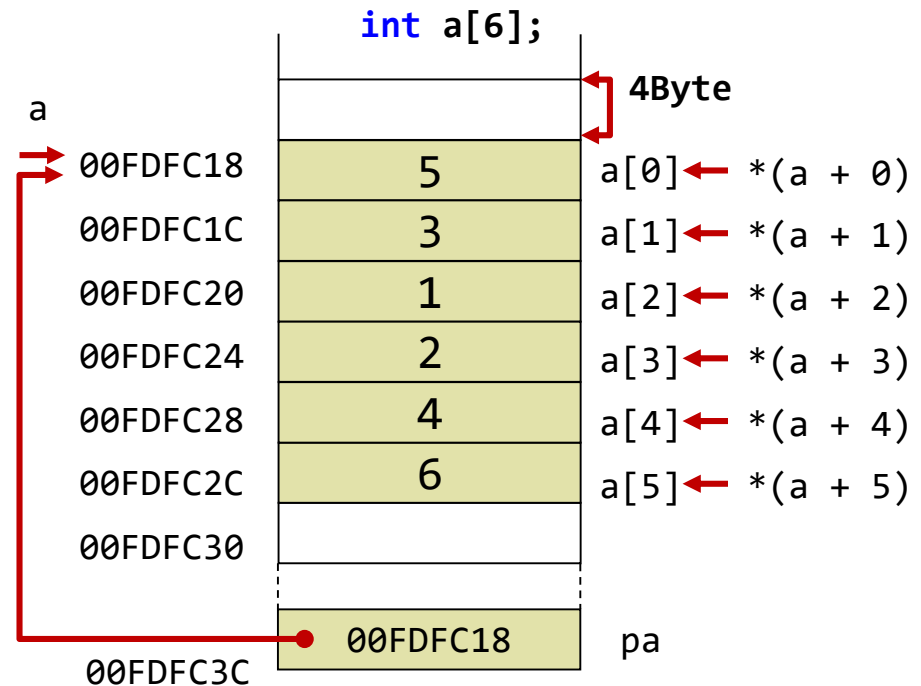 int a[6];
4Byte
a
00FDFC18 5 a[0] *(a + 0)
00FDFC1C 3 a[1] *(a + 1)
00FDFC20 1 a[2] *(a + 2)
00FDFC24 2 a[3] *(a + 3)
00FDFC28 4 a[4] *(a + 4)
00FDFC2C 6 a[5] *(a + 5)
00FDFC30
00FDFC18 pa
00FDFC3C